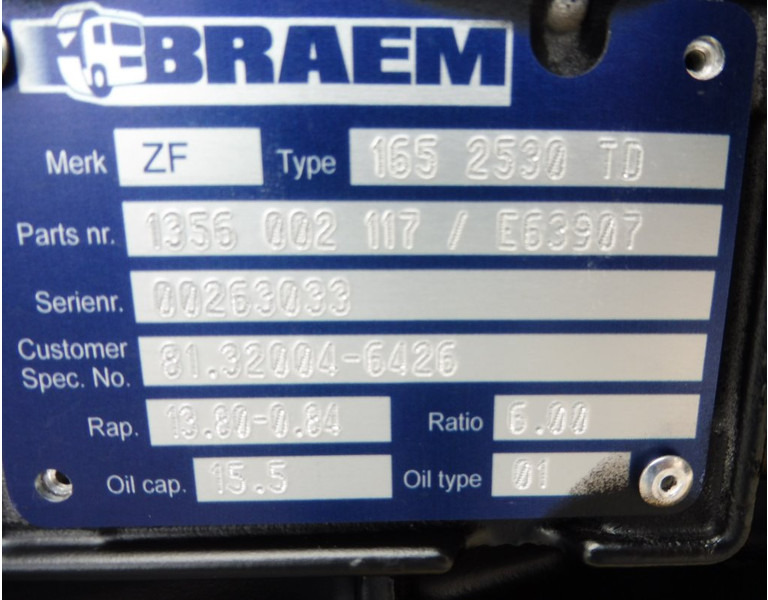 BRAEM
Merk ZF Type 165 2530 TD
Parts nr. 1356 002 117 / E63907
Serienr. 00263033
Customer Spec. No. 81.32004-6426
Rap. 13.80-0.84 Ratio 6.00
Oil cap. 15.5 Oil type 01